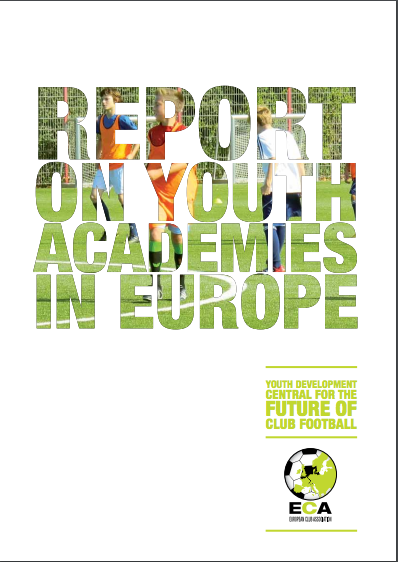 REPORT
ON YOUTH
ACADEMIES
IN EUROPE
YOUTH DEVELOPMENT
CENTRAL FOR THE
FUTURE OF
CLUB FOOTBALL
ECA
EUROPEAN CLUB ASSOCIATION